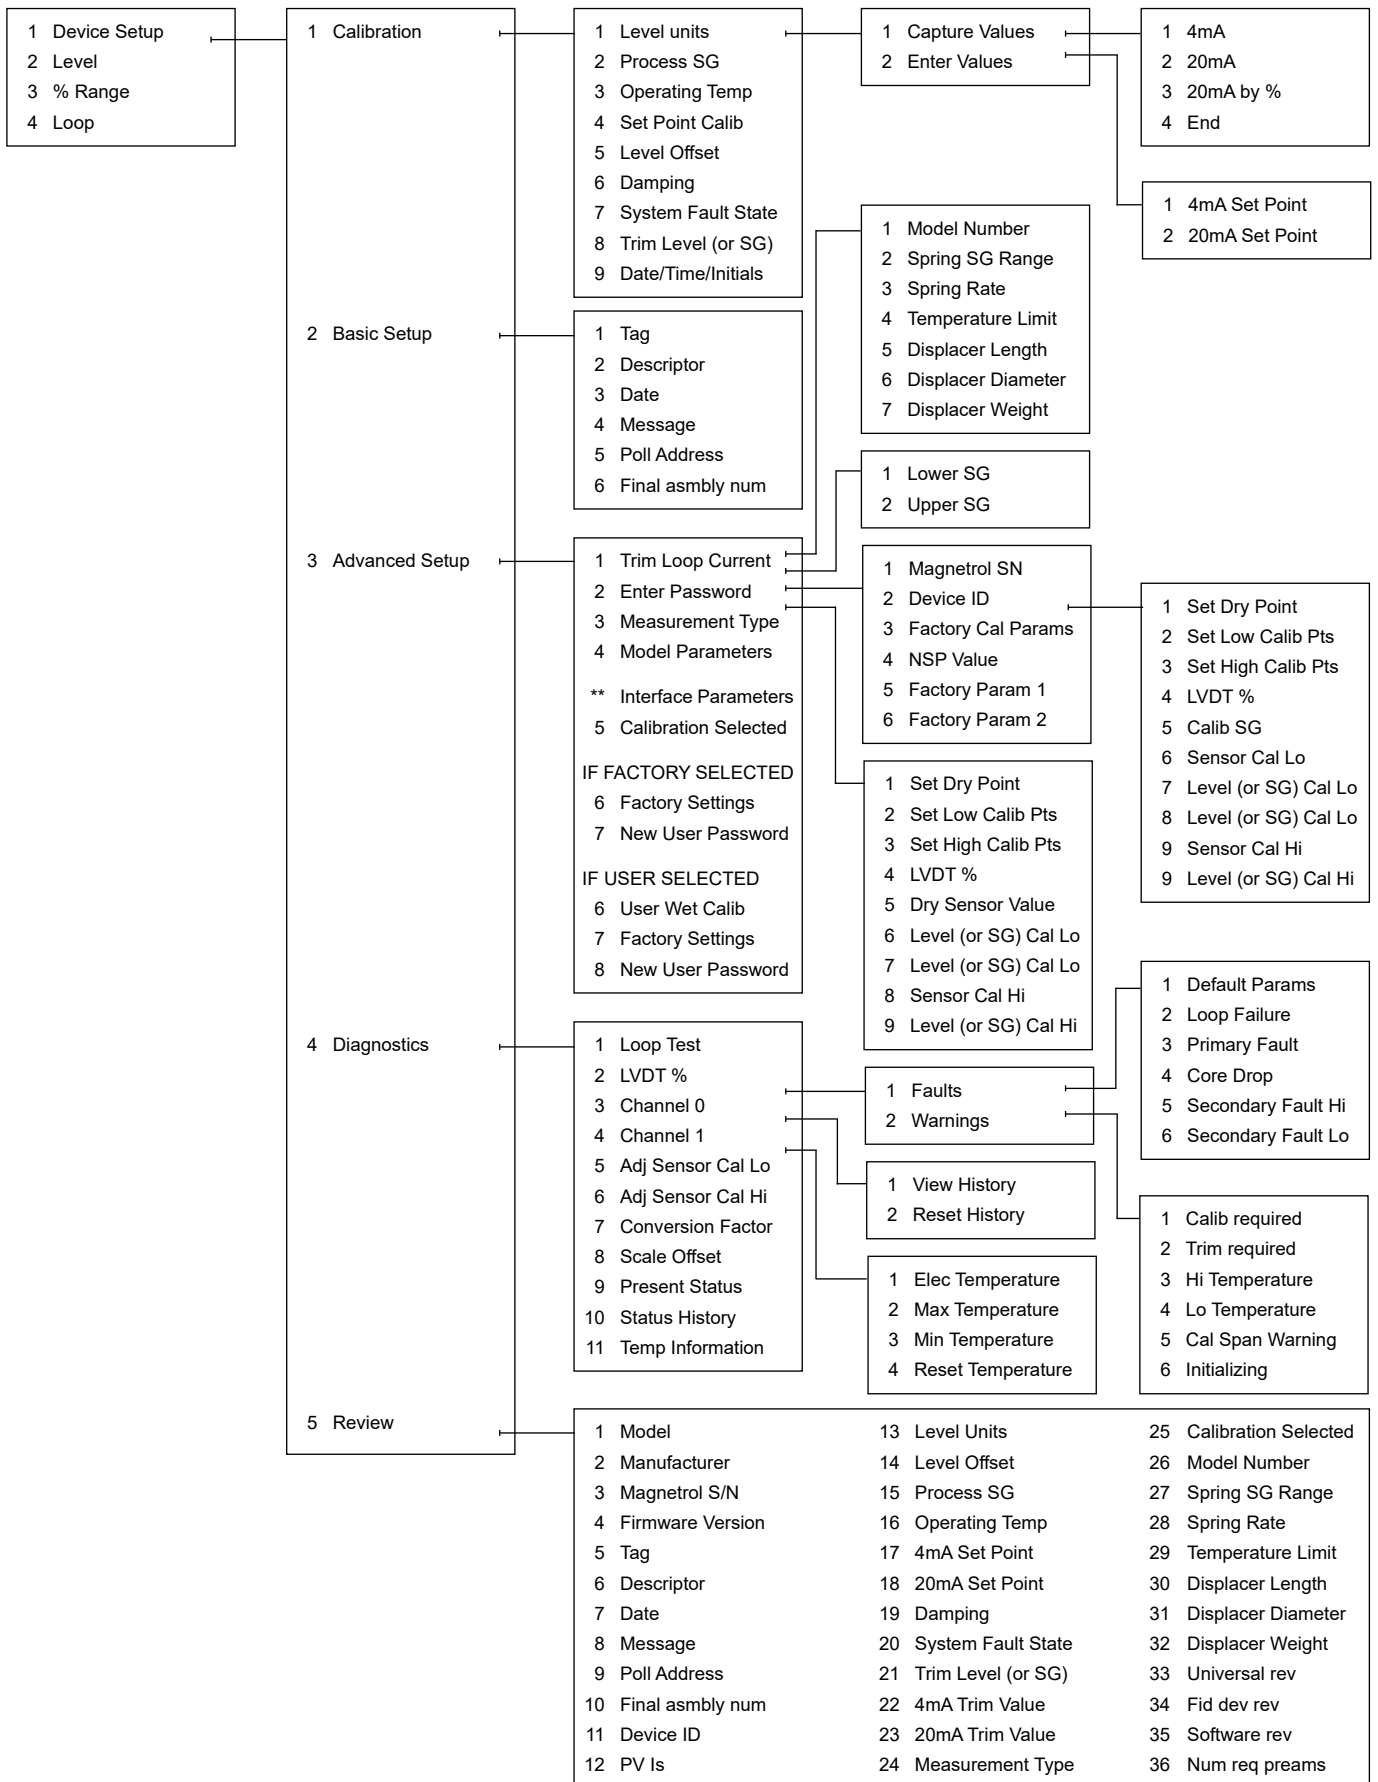 1 Device Setup
2 Level
3 % Range
4 Loop
1 Calibration
2 Basic Setup
3 Advanced Setup
4 Diagnostics
5 Review
1 Level units
2 Process SG
3 Operating Temp
4 Set Point Calib
5 Level Offset
6 Damping
7 System Fault State
8 Trim Level (or SG)
9 Date/Time/Initials
1 Capture Values
2 Enter Values
1 4mA
2 20mA
3 20mA by %
4 End
1 4mA Set Point
2 20mA Set Point
1 Tag
2 Descriptor
3 Date
4 Message
5 Poll Address
6 Final asmbly num
1 Trim Loop Current
2 Enter Password
3 Measurement Type
4 Model Parameters
** Interface Parameters
5 Calibration Selected
IF FACTORY SELECTED
6 Factory Settings
7 New User Password
IF USER SELECTED
6 User Wet Calib
7 Factory Settings
8 New User Password
1 Model Number
2 Spring SG Range
3 Spring Rate
4 Temperature Limit
5 Displacer Length
6 Displacer Diameter
7 Displacer Weight
1 Lower SG
2 Upper SG
1 Magnetrol SN
2 Device ID
3 Factory Cal Params
4 NSP Value
5 Factory Param 1
6 Factory Param 2
1 Set Dry Point
2 Set Low Calib Pts
3 Set High Calib Pts
4 LVDT %
5 Calib SG
6 Sensor Cal Lo
7 Level (or SG) Cal Lo
8 Level (or SG) Cal Lo
9 Sensor Cal Hi
9 Level (or SG) Cal Hi
1 Set Dry Point
2 Set Low Calib Pts
3 Set High Calib Pts
4 LVDT %
5 Dry Sensor Value
6 Level (or SG) Cal Lo
7 Level (or SG) Cal Lo
8 Sensor Cal Hi
9 Level (or SG) Cal Hi
1 Loop Test
2 LVDT %
3 Channel 0
4 Channel 1
5 Adj Sensor Cal Lo
6 Adj Sensor Cal Hi
7 Conversion Factor
8 Scale Offset
9 Present Status
10 Status History
11 Temp Information
1 Faults
2 Warnings
1 Default Params
2 Loop Failure
3 Primary Fault
4 Core Drop
5 Secondary Fault Hi
6 Secondary Fault Lo
1 Calib required
2 Trim required
3 Hi Temperature
4 Lo Temperature
5 Cal Span Warning
6 Initializing
1 View History
2 Reset History
1 Elec Temperature
2 Max Temperature
3 Min Temperature
4 Reset Temperature
1 Model
2 Manufacturer
3 Magnetrol S/N
4 Firmware Version
5 Tag
6 Descriptor
7 Date
8 Message
9 Poll Address
10 Final asmbly num
11 Device ID
12 PV Is
13 Level Units
14 Level Offset
15 Process SG
16 Operating Temp
17 4mA Set Point
18 20mA Set Point
19 Damping
20 System Fault State
21 Trim Level (or SG)
22 4mA Trim Value
23 20mA Trim Value
24 Measurement Type
25 Calibration Selected
26 Model Number
27 Spring SG Range
28 Spring Rate
29 Temperature Limit
30 Displacer Length
31 Displacer Diameter
32 Displacer Weight
33 Universal rev
34 Fid dev rev
35 Software rev
36 Num req preams